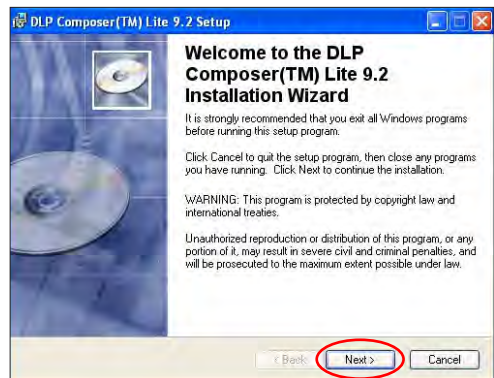 DLP Composer(TM) Lite 9.2 Setup
Welcome to the DLP
Composer(TM) Lite 9.2
Installation Wizard
It is strongly recommended that you exit all Windows programs
before running this setup program.
Click Cancel to quit the setup program, then close any programs
you have running. Click Next to continue the installation.
WARNING: This program is protected by copyright law and
international treaties.
Unauthorized reproduction or distribution of this program, or any
portion of it, may result in severe civil and criminal penalties, and
will be prosecuted to the maximum extent possible under law.
< Back Next > Cancel